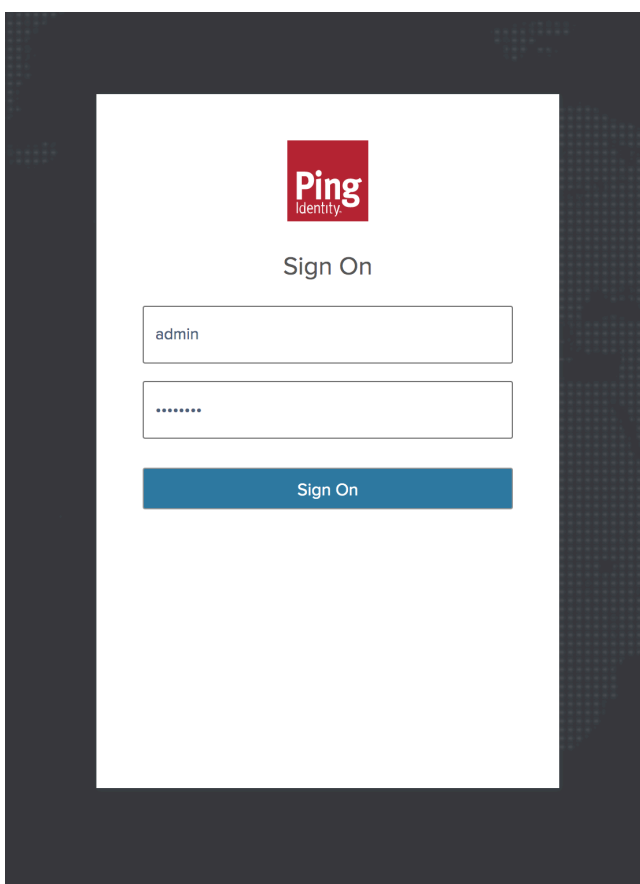 Ping
Identity.
Sign On
admin
••••••••
Sign On